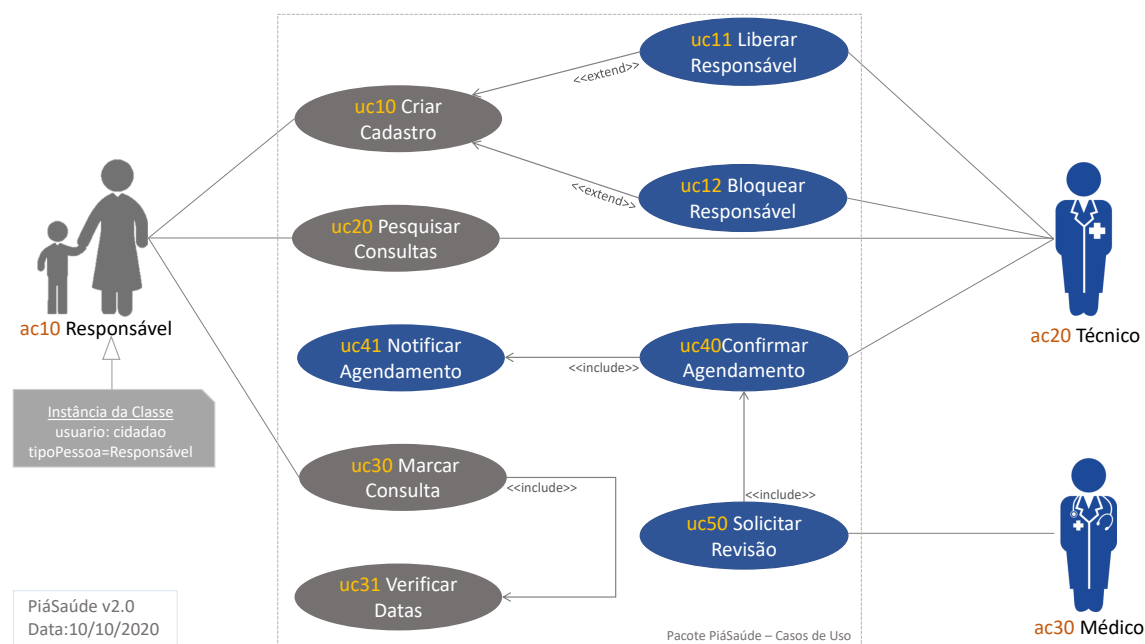 uc11 Liberar
Responsável
<<extend>>
uc10 Criar
Cadastro
uc12 Bloquear
Responsável
<<extend>>
uc20 Pesquisar
Consultas
ac10 Responsável
ac20 Técnico
uc41 Notificar
Agendamento
<<include>>
uc40Confirmar
Agendamento
Instância da Classe
usuario: cidadao
tipoPessoa=Responsável
uc30 Marcar
Consulta
<<include>>
<<include>>
uc50 Solicitar
Revisão
uc31 Verificar
Datas
PiáSaúde v2.0
Data:10/10/2020
Pacote PiáSaúde – Casos de Uso
ac30 Médico